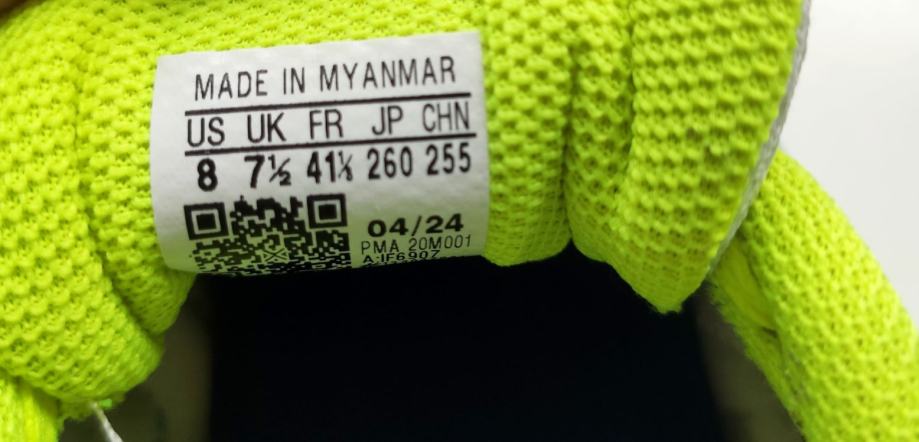 MADE IN MYANMAR
US UK FR JP CHN
8 7½ 41⅓ 260 255
04/24
PMA 20M001
A:IF6907